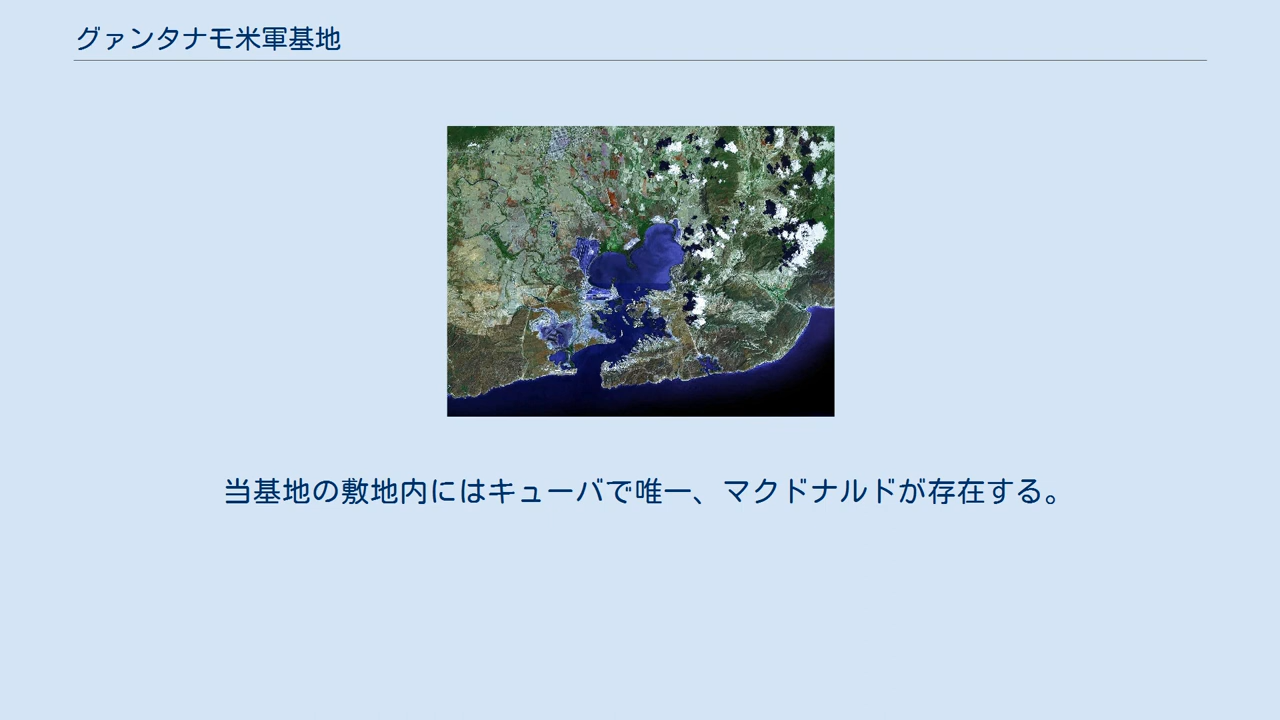 グァンタナモ米軍基地
当基地の敷地内にはキューバで唯一、マクドナルドが存在する。